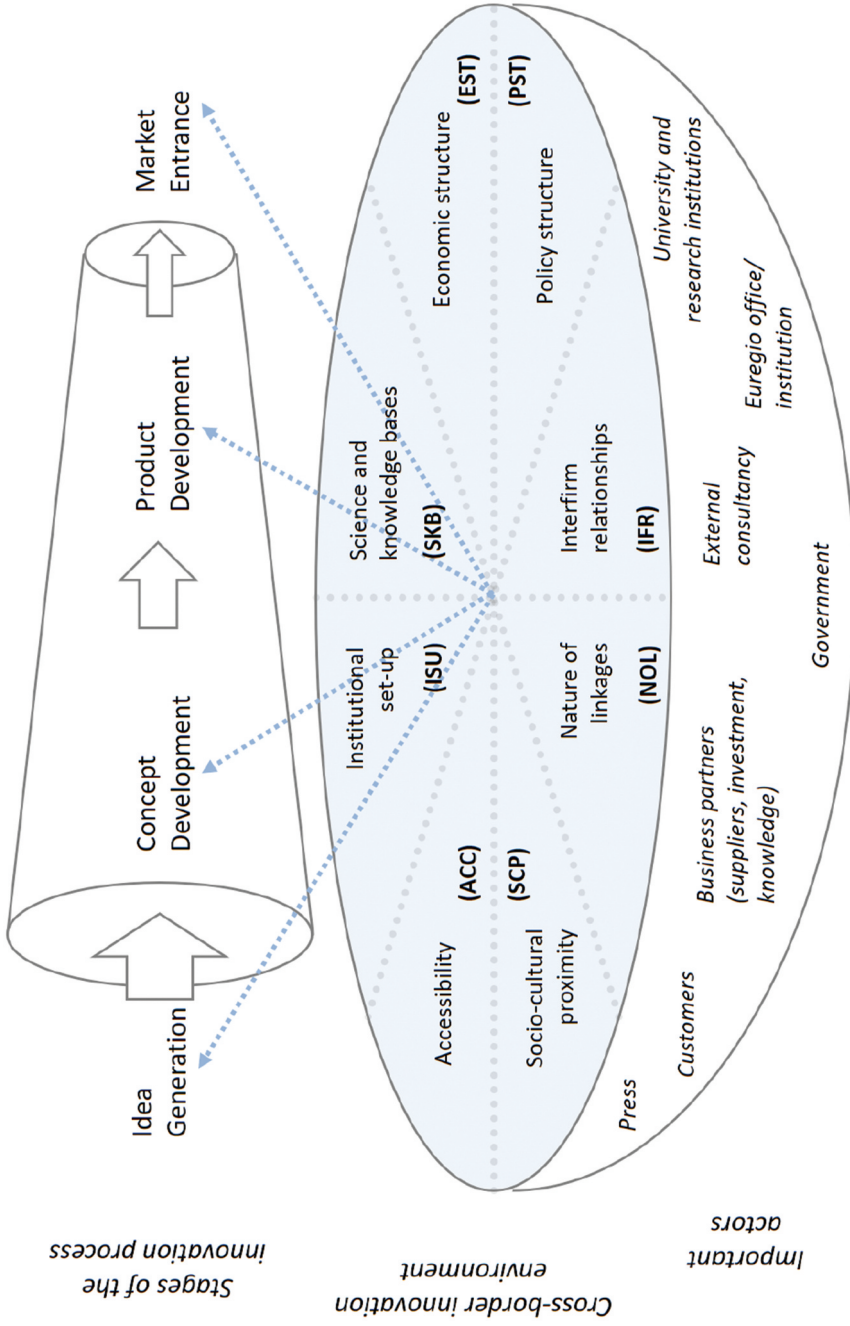 Stages of the
innovation process
Idea
Generation
Concept
Development
Product
Development
Market
Entrance
Cross-border innovation
environment
Accessibility
(ACC)
Institutional
set-up
(ISU)
Science and
knowledge bases
(SKB)
Economic structure
(EST)
Socio-cultural
proximity
(SCP)
Nature of
linkages
(NOL)
Interfirm
relationships
(IFR)
Policy structure
(PST)
Important
actors
Press
Customers
Business partners
(suppliers, investment,
knowledge)
Government
External
consultancy
Euregio office/
institution
University and
research institutions